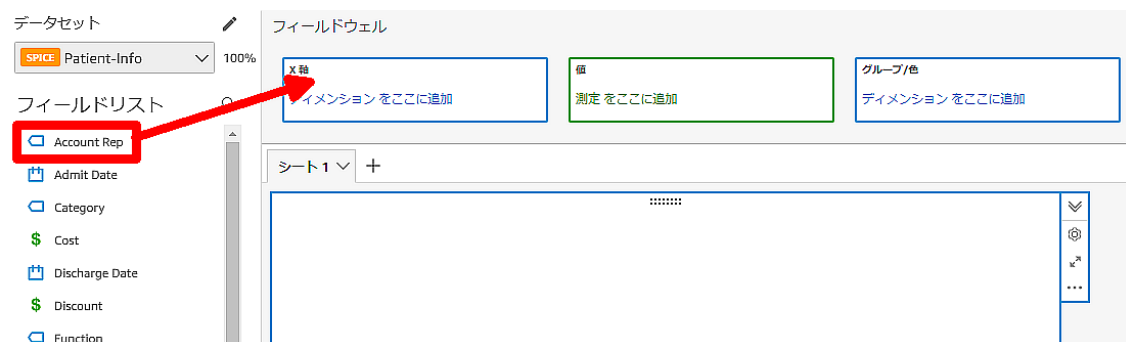 データセット
SPICE Patient-Info
100%
フィールドリスト
Account Rep
Admit Date
Category
Cost
Discharge Date
Discount
Function
フィールドウェル
X 軸
ディメンション をここに追加
値
測定 をここに追加
グループ/色
ディメンション をここに追加
シート 1